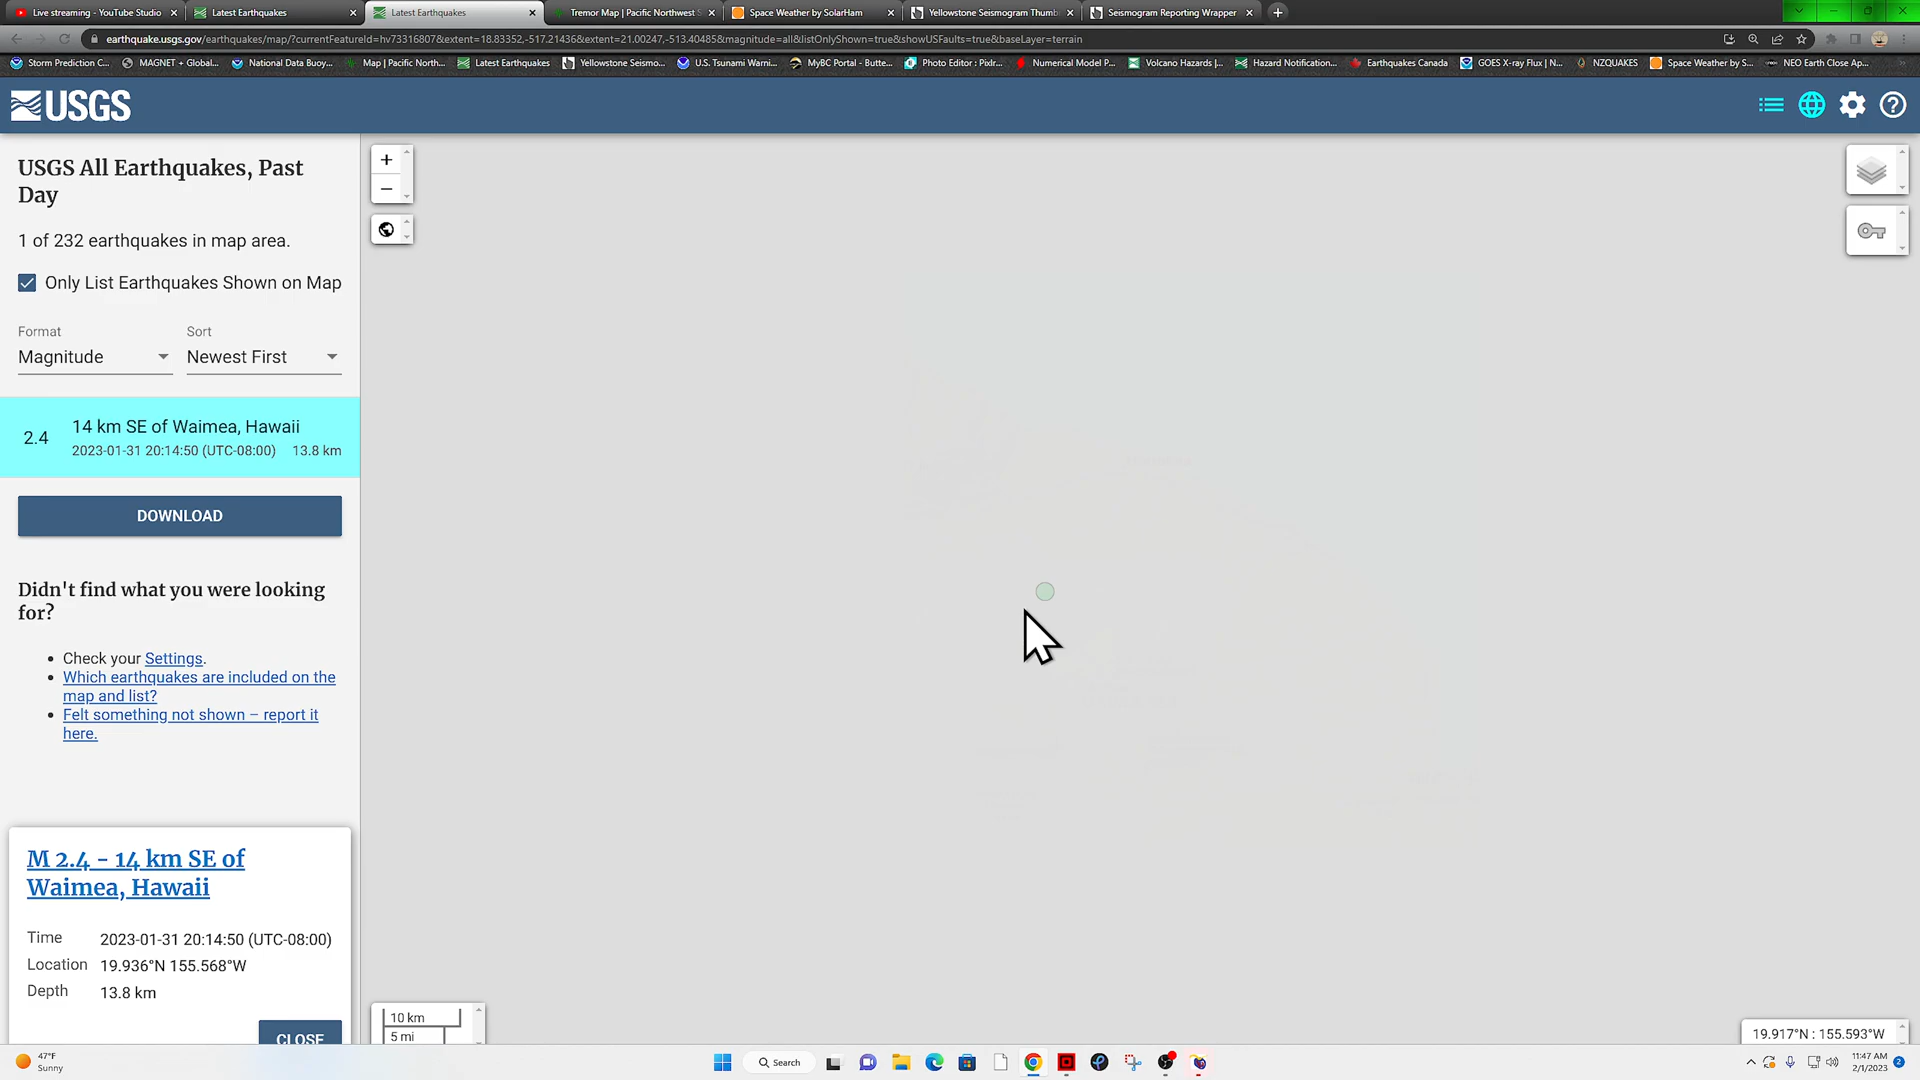 Live streaming - YouTube Studio
Latest Earthquakes
Latest Earthquakes
Tremor Map | Pacific Northwest S
Space Weather by SolarHam
Yellowstone Seismogram Thumb
Seismogram Reporting Wrapper
earthquake.usgs.gov/earthquakes/map/?currentFeatureId=hv73316807&extent=18.83352,-517.21436&extent=21.00247,-513.40485&magnitude=all&listOnlyShown=true&showUSFaults=true&baseLayer=terrain
Storm Prediction C...
MAGNET + Global...
National Data Buoy...
Map | Pacific North...
Latest Earthquakes
Yellowstone Seismo...
U.S. Tsunami Warni...
MyBC Portal - Butte...
Photo Editor : Pixlr...
Numerical Model P...
Volcano Hazards |...
Hazard Notification...
Earthquakes Canada
GOES X-ray Flux | N...
NZQUAKES
Space Weather by S...
NEO Earth Close Ap...
USGS
USGS All Earthquakes, Past
Day
1 of 232 earthquakes in map area.
Only List Earthquakes Shown on Map
Format
Sort
Magnitude
Newest First
2.4
14 km SE of Waimea, Hawaii
2023-01-31 20:14:50 (UTC-08:00) 13.8 km
DOWNLOAD
Didn't find what you were looking
for?
Check your Settings.
Which earthquakes are included on the
map and list?
Felt something not shown – report it
here.
M 2.4 - 14 km SE of
Waimea, Hawaii
Time 2023-01-31 20:14:50 (UTC-08:00)
Location 19.936°N 155.568°W
Depth 13.8 km
CLOSE
10 km
5 mi
19.917°N : 155.593°W
47°F
Sunny
Search
11:47 AM
2/1/2023
2